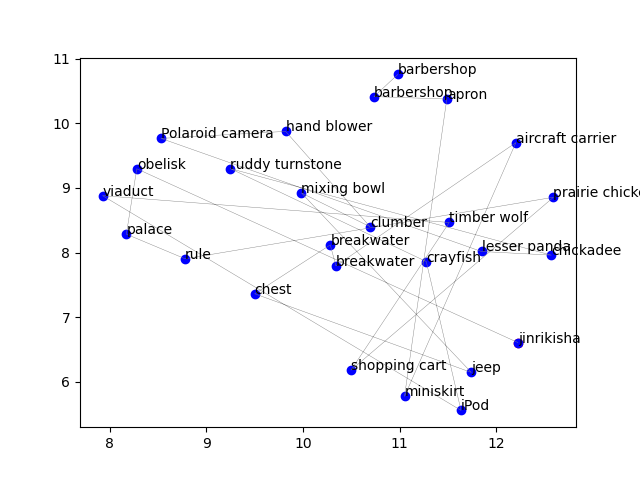 11
barbershop
barbershop
apron
10
Polaroid camera
hand blower
aircraft carrier
obelisk
ruddy turnstone
9
viaduct
mixing bowl
prairie chicke
timber wolf
clumber
palace
breakwater
lesser panda
chickadee
8
rule
breakwater
crayfish
chest
7
jinrikisha
shopping cart
jeep
6
miniskirt
iPod
8
9
10
11
12